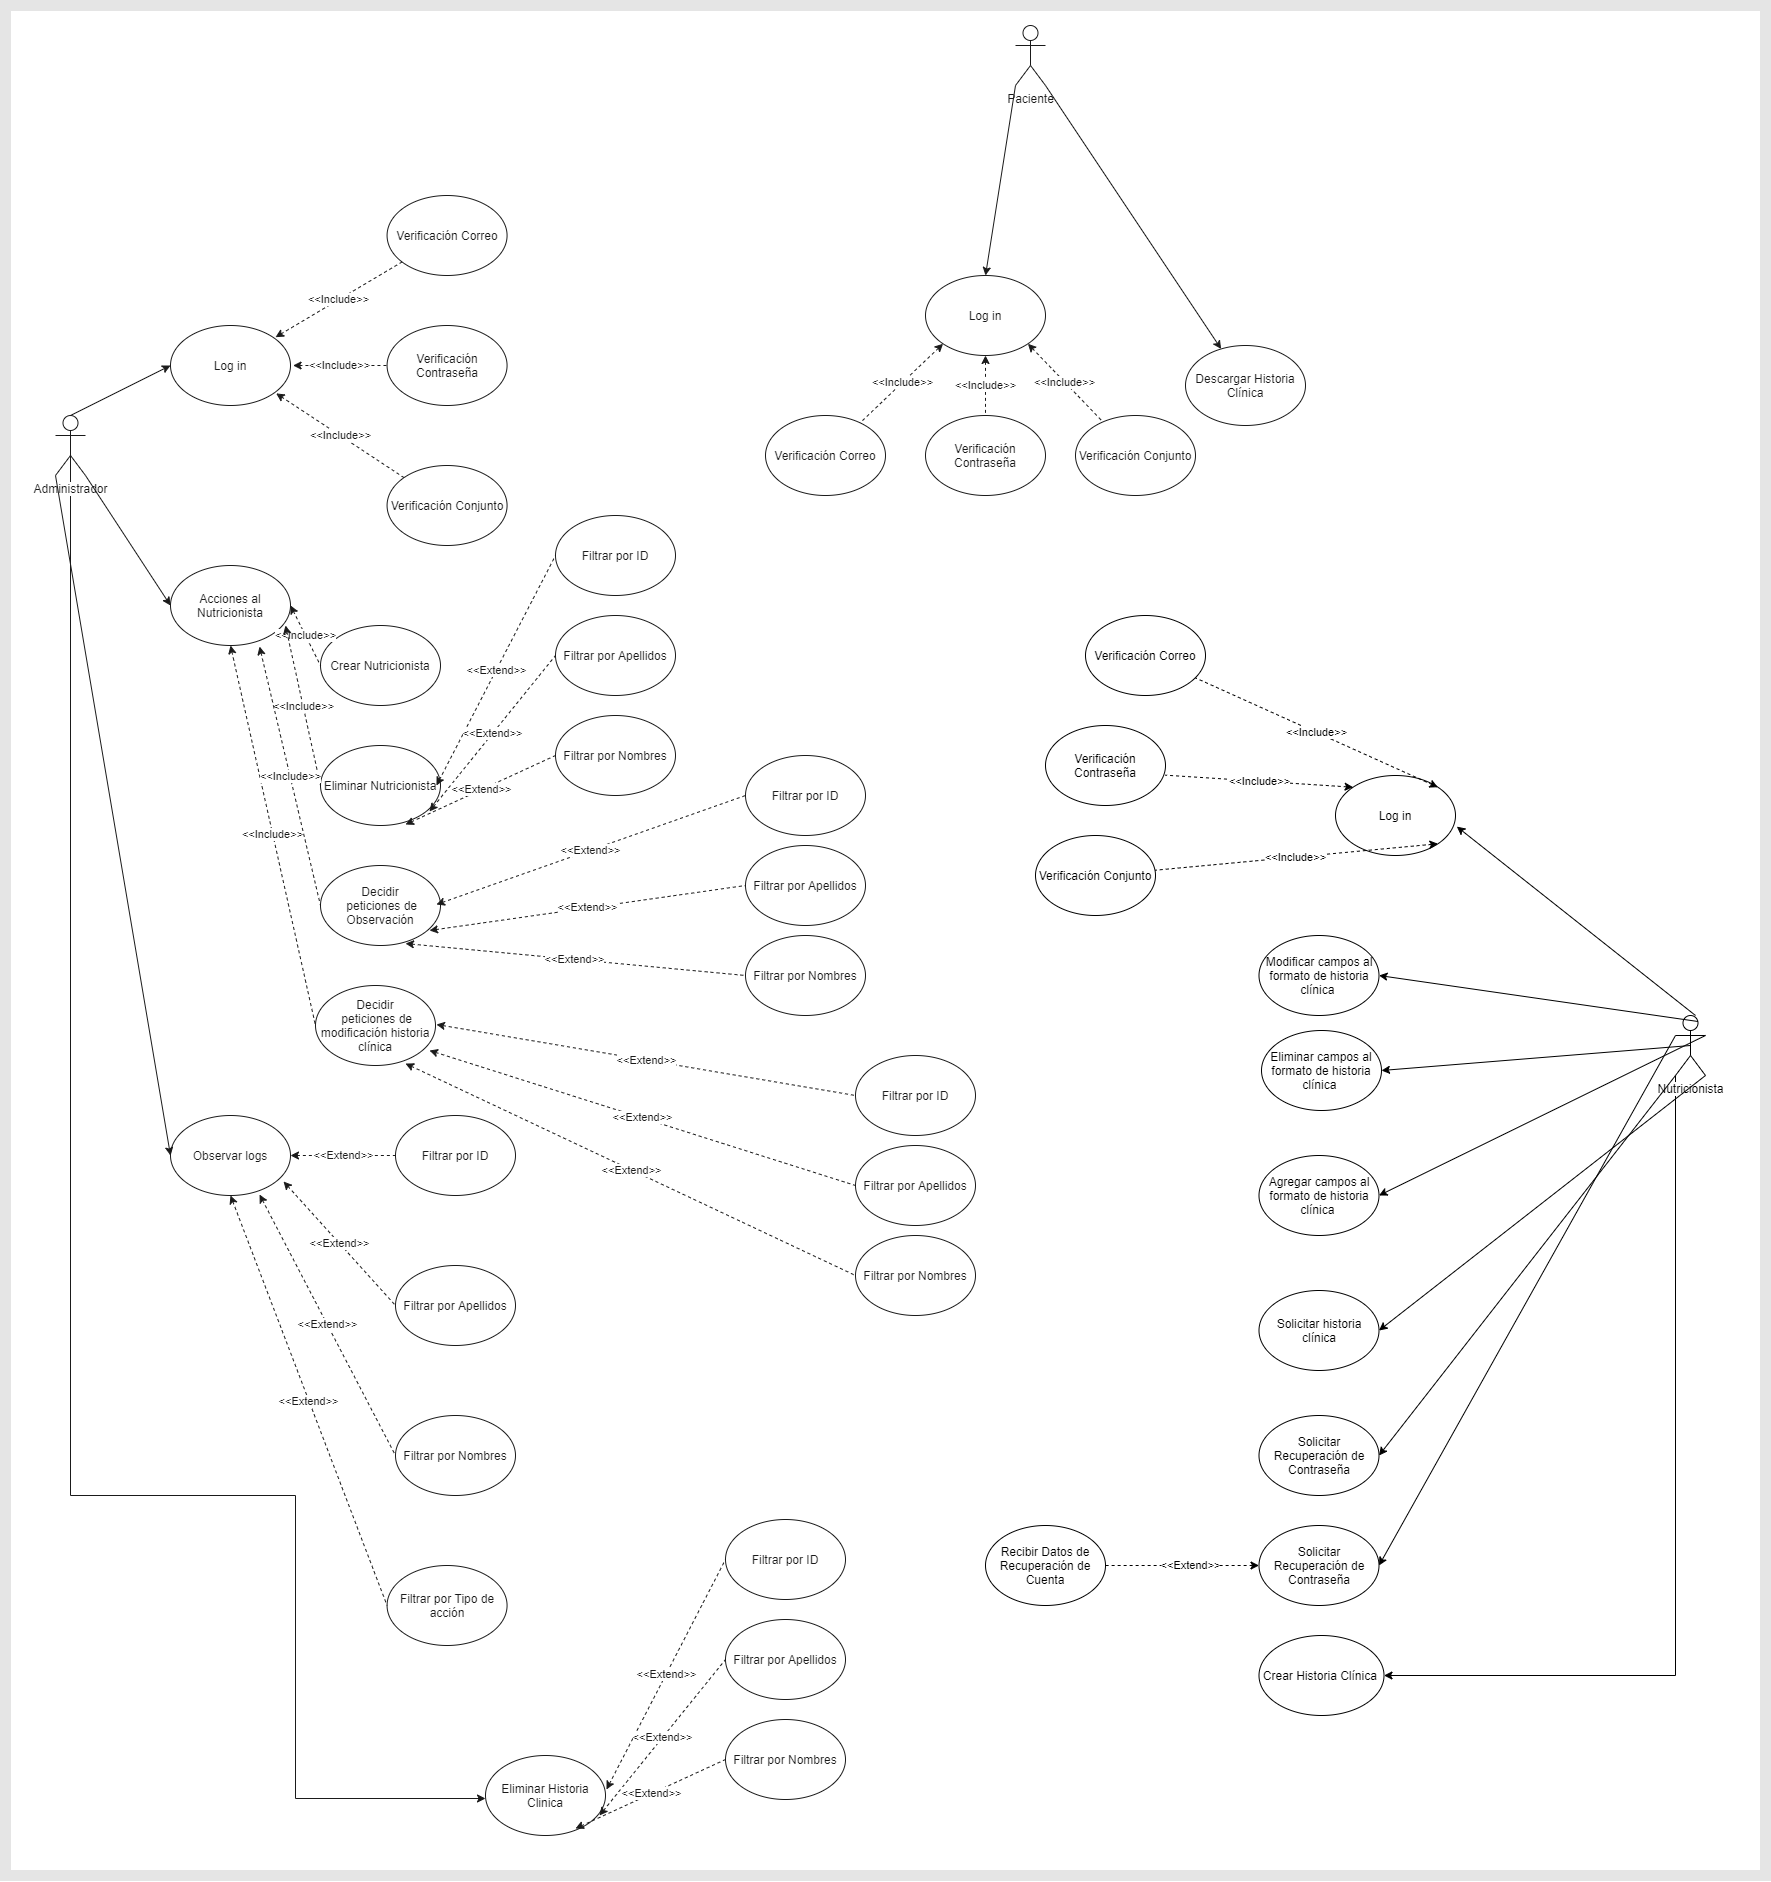 Paciente
Verificación Correo
<<Include>>
Log in
<<Include>>
Verificación
Contraseña
<<Include>>
Verificación Conjunto
Administrador
Log in
Descargar Historia
Clínica
<<Include>>
<<Include>>
<<Include>>
Verificación Correo
Verificación
Contraseña
Verificación Conjunto
Acciones al
Nutricionista
<<Include>>
Crear Nutricionista
<<Include>>
Eliminar Nutricionista
<<Include>>
<<Include>>
Filtrar por ID
<<Extend>>
Filtrar por Apellidos
<<Extend>>
Filtrar por Nombres
<<Extend>>
Decidir
peticiones de
Observación
Filtrar por ID
<<Extend>>
Filtrar por Apellidos
<<Extend>>
Filtrar por Nombres
<<Extend>>
Decidir
peticiones de
modificación historia
clínica
<<Extend>>
Filtrar por ID
<<Extend>>
Filtrar por Apellidos
<<Extend>>
Filtrar por Nombres
Observar logs
<<Extend>>
Filtrar por ID
<<Extend>>
Filtrar por Apellidos
<<Extend>>
Filtrar por Nombres
<<Extend>>
Filtrar por Tipo de
acción
Filtrar por ID
<<Extend>>
Filtrar por Apellidos
<<Extend>>
Filtrar por Nombres
<<Extend>>
Eliminar Historia
Clinica
Verificación Correo
<<Include>>
Verificación
Contraseña
<<Include>>
Log in
<<Include>>
Verificación Conjunto
Modificar campos al
formato de historia
clínica
Eliminar campos al
formato de historia
clínica
Nutricionista
Agregar campos al
formato de historia
clínica
Solicitar historia
clínica
Solicitar
Recuperación de
Contraseña
Recibir Datos de
Recuperación de
Cuenta
<<Extend>>
Solicitar
Recuperación de
Contraseña
Crear Historia Clínica